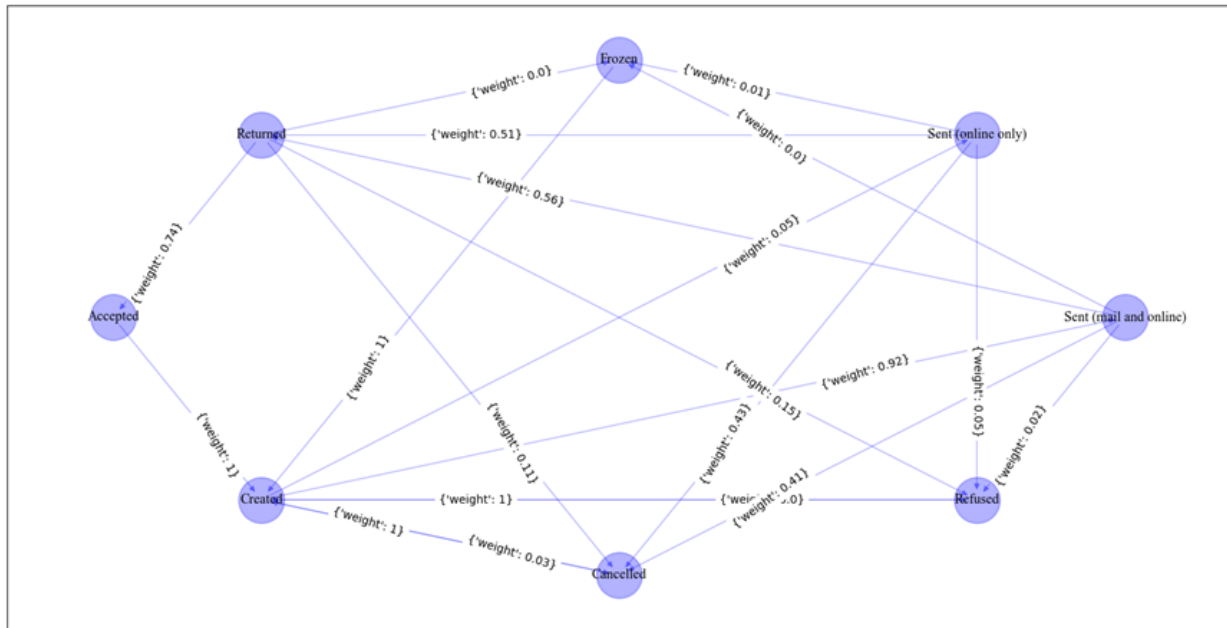 Frozen
{'weight': 0.0}
{'weight': 0.01}
Returned
{'weight': 0.51}
{'weight': 0.0}
Sent (online only)
{'weight': 0.56}
{'weight': 0.74}
{'weight': 0.05}
Accepted
Sent (mail and online)
{'weight': 1}
{'weight': 0.92}
{'weight': 0.15}
{'weight': 0.05}
{'weight': 1}
{'weight': 0.11}
{'weight': 0.43}
{'weight': 0.02}
Created
{'weight': 1}
{'weight': 0.41}
Refused
{'weight': 1}
{'weight': 0.03}
Cancelled